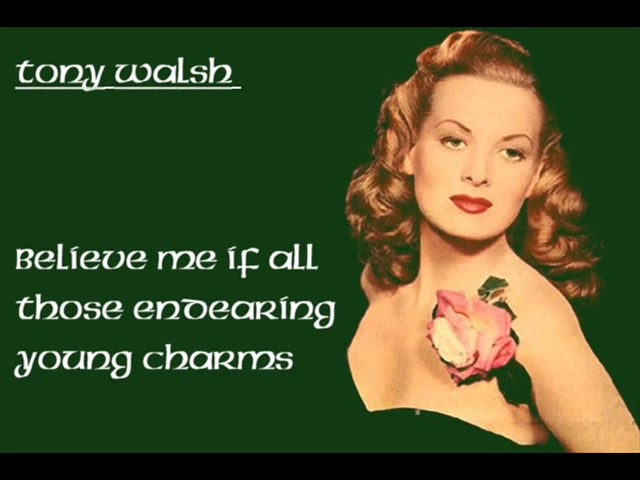 Tony Walsh
Believe me if all
those endearing
young charms